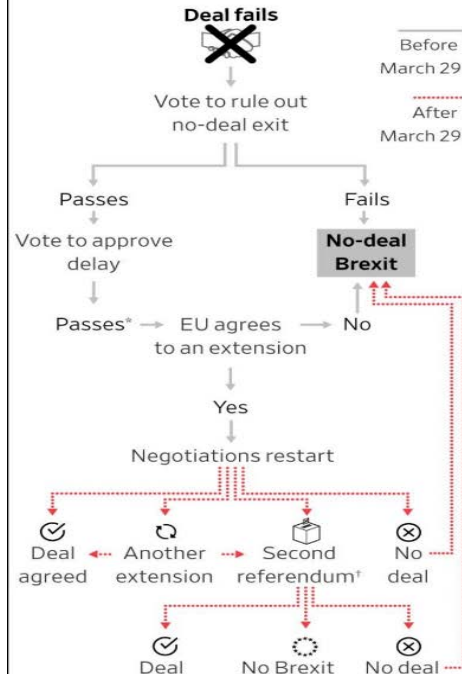 Deal fails
Before
March 29
Vote to rule out
no-deal exit
After
March 29
Passes
Fails
Vote to approve
delay
No-deal
Brexit
Passes*
EU agrees
to an extension
No
Yes
Negotiations restart
Deal
agreed
Another
extension
Second
referendum†
No
deal
Deal
No Brexit
No deal